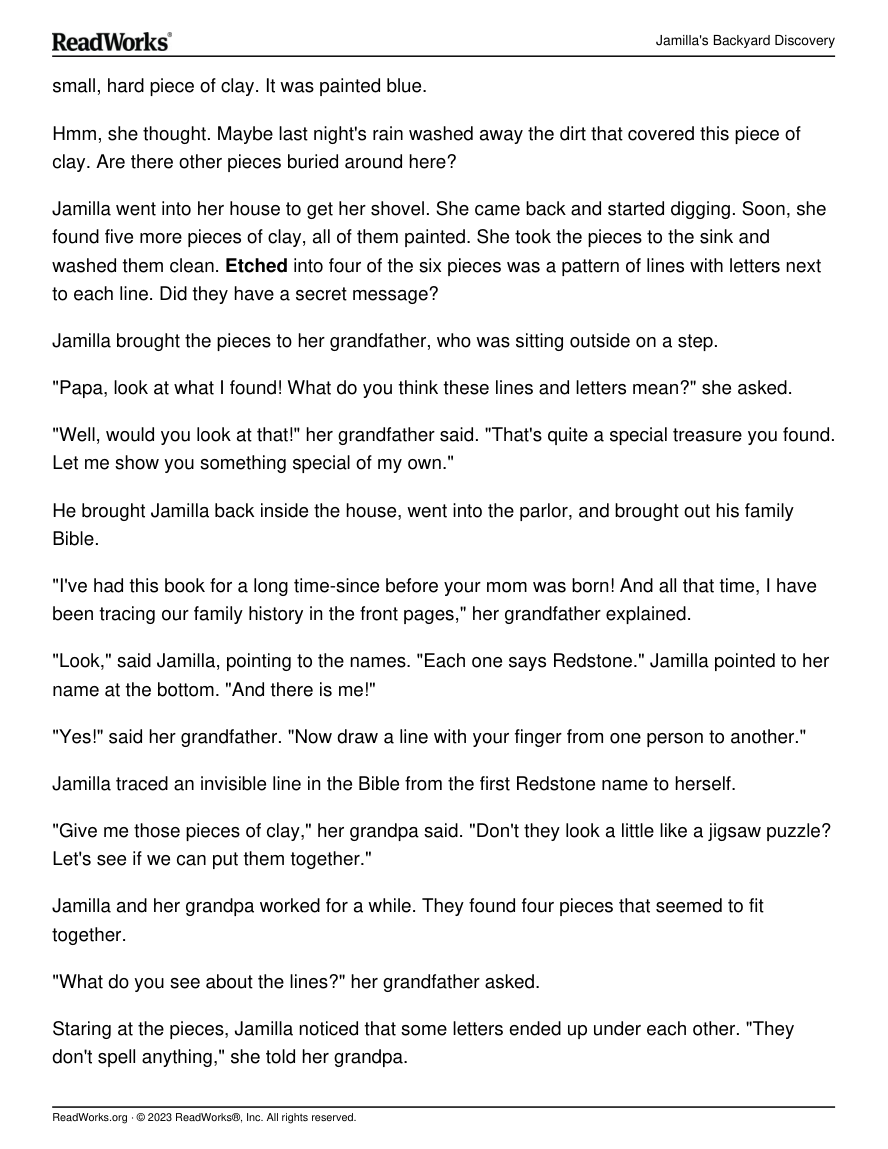 ReadWorks®
Jamilla's Backyard Discovery
small, hard piece of clay. It was painted blue.
Hmm, she thought. Maybe last night's rain washed away the dirt that covered this piece of
clay. Are there other pieces buried around here?
Jamilla went into her house to get her shovel. She came back and started digging. Soon, she
found five more pieces of clay, all of them painted. She took the pieces to the sink and
washed them clean. Etched into four of the six pieces was a pattern of lines with letters next
to each line. Did they have a secret message?
Jamilla brought the pieces to her grandfather, who was sitting outside on a step.
"Papa, look at what I found! What do you think these lines and letters mean?" she asked.
"Well, would you look at that!" her grandfather said. "That's quite a special treasure you found.
Let me show you something special of my own."
He brought Jamilla back inside the house, went into the parlor, and brought out his family
Bible.
"I've had this book for a long time-since before your mom was born! And all that time, I have
been tracing our family history in the front pages," her grandfather explained.
"Look," said Jamilla, pointing to the names. "Each one says Redstone." Jamilla pointed to her
name at the bottom. "And there is me!"
"Yes!" said her grandfather. "Now draw a line with your finger from one person to another."
Jamilla traced an invisible line in the Bible from the first Redstone name to herself.
"Give me those pieces of clay," her grandpa said. "Don't they look a little like a jigsaw puzzle?
Let's see if we can put them together."
Jamilla and her grandpa worked for a while. They found four pieces that seemed to fit
together.
"What do you see about the lines?" her grandfather asked.
Staring at the pieces, Jamilla noticed that some letters ended up under each other. "They
don't spell anything," she told her grandpa.
ReadWorks.org · © 2023 ReadWorks®, Inc. All rights reserved.